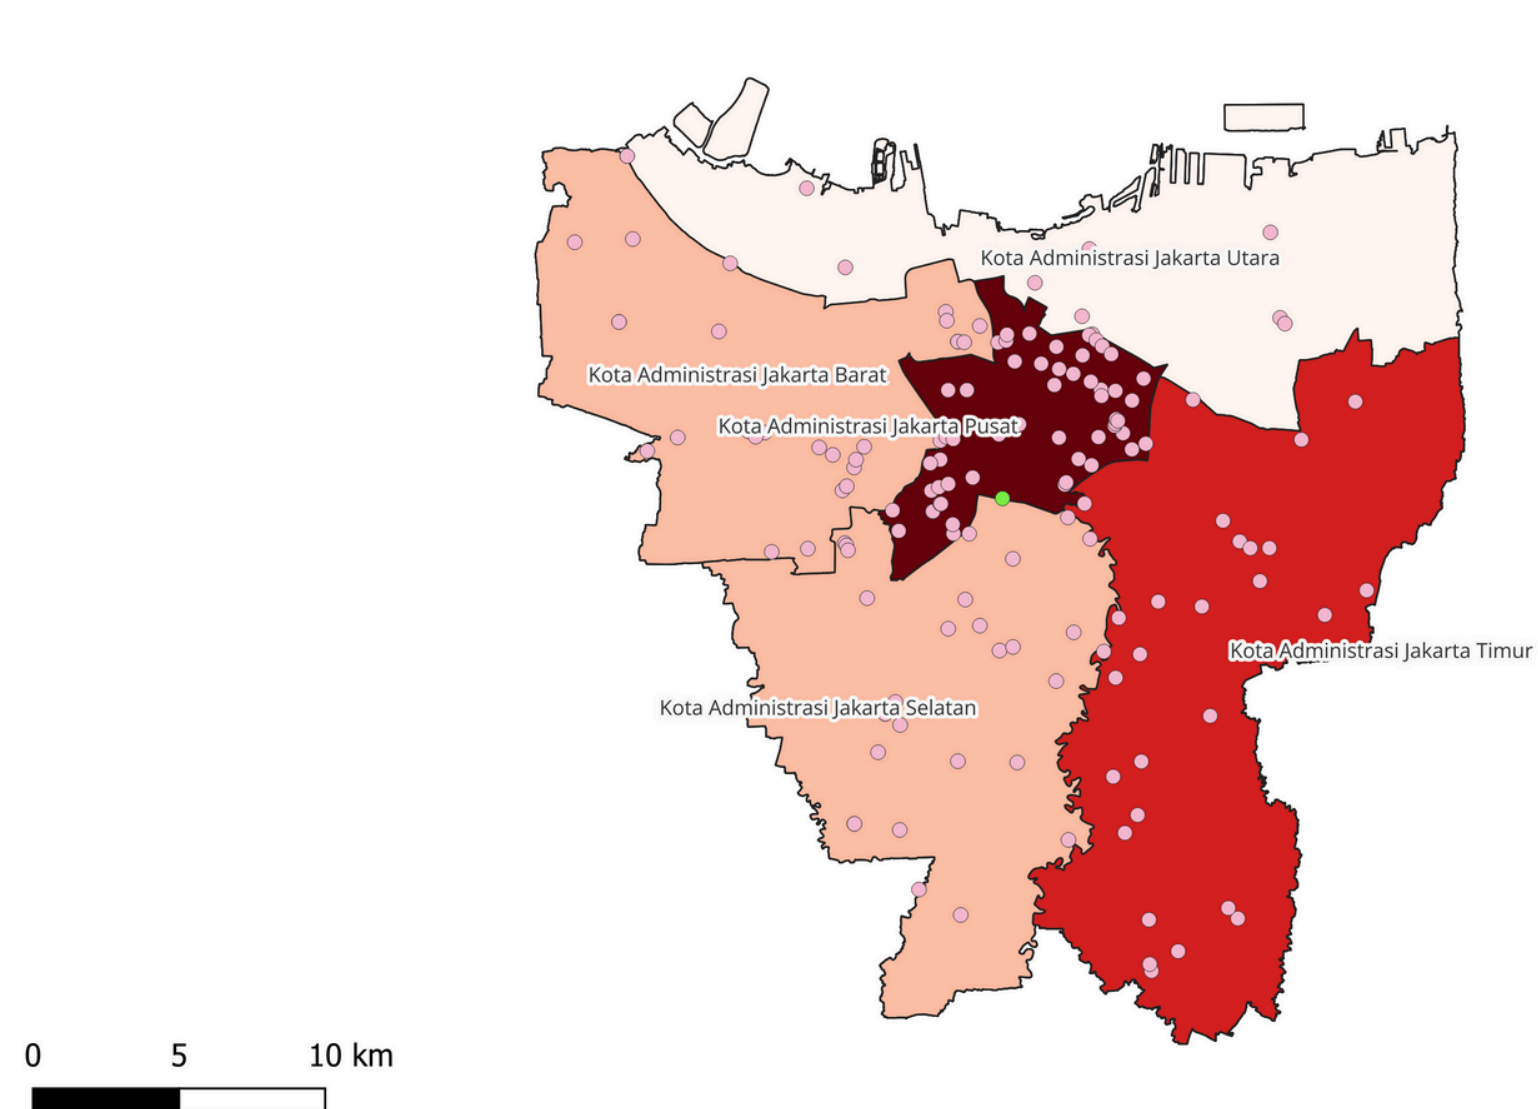 Kota Administrasi Jakarta Utara
Kota Administrasi Jakarta Barat
Kota Administrasi Jakarta Pusat
Kota Administrasi Jakarta Timur
Kota Administrasi Jakarta Selatan
0 5 10 km